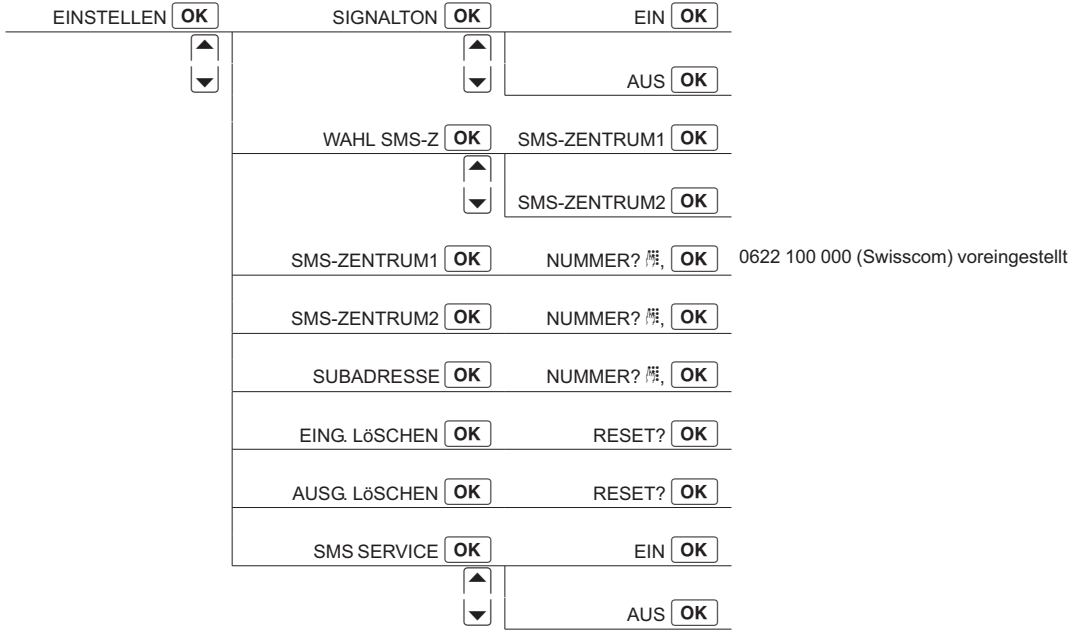 EINSTELLEN OK SIGNALTON OK EIN OK
AUS OK
WAHL SMS-Z OK SMS-ZENTRUM1 OK
SMS-ZENTRUM2 OK
SMS-ZENTRUM1 OK NUMMER? , OK 0622 100 000 (Swisscom) voreingestellt
SMS-ZENTRUM2 OK NUMMER? , OK
SUBADRESSE OK NUMMER? , OK
EING. LöSCHEN OK RESET? OK
AUSG. LöSCHEN OK RESET? OK
SMS SERVICE OK EIN OK
AUS OK